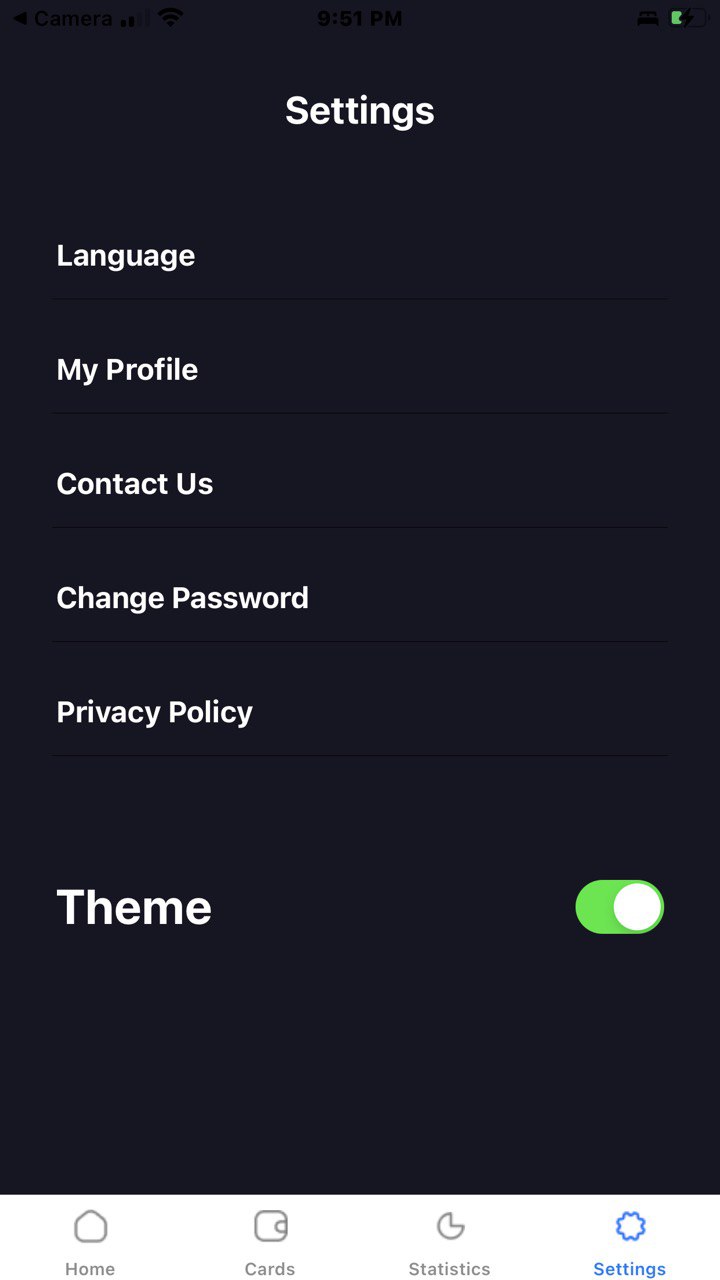 Camera
9:51 PM
Settings
Language
My Profile
Contact Us
Change Password
Privacy Policy
Theme
Home
Cards
Statistics
Settings